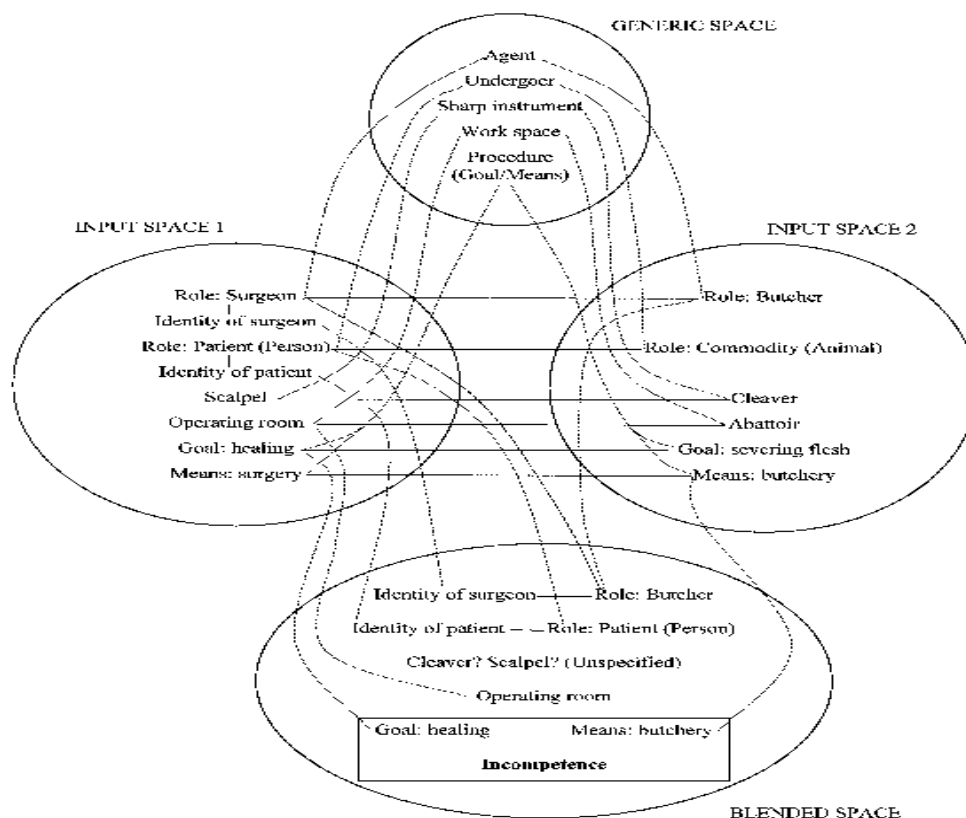 GENERIC SPACE
Agent
Undergoer
Sharp instrument
Work space
Procedure
(Goal/Means)
INPUT SPACE 1
Role: Surgeon
Identity of surgeon
Role: Patient (Person)
Identity of patient
Scalpel
Operating room
Goal: healing
Means: surgery
INPUT SPACE 2
Role: Butcher
Role: Commodity (Animal)
Cleaver
Abattoir
Goal: severing flesh
Means: butchery
Identity of surgeon Role: Butcher
Identity of patient Role: Patient (Person)
Cleaver? Scalpel? (Unspecified)
Operating room
Goal: healing Means: butchery
Incompetence
BLENDED SPACE